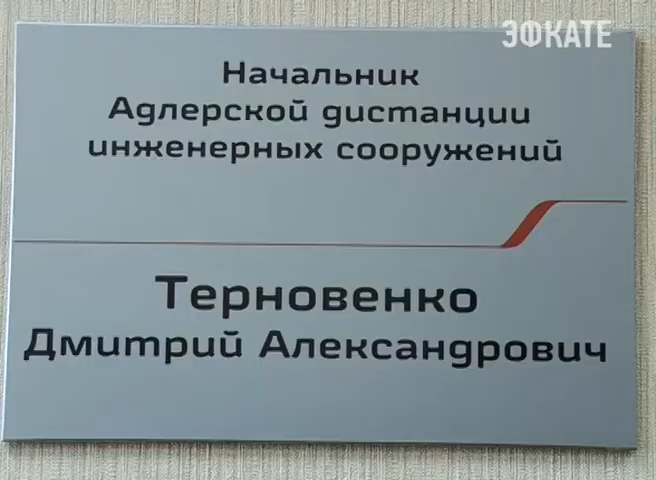 ЭФКАТЕ
Начальник
Адлерской дистанции
инженерных сооружений
Терновенко
Дмитрий Александрович